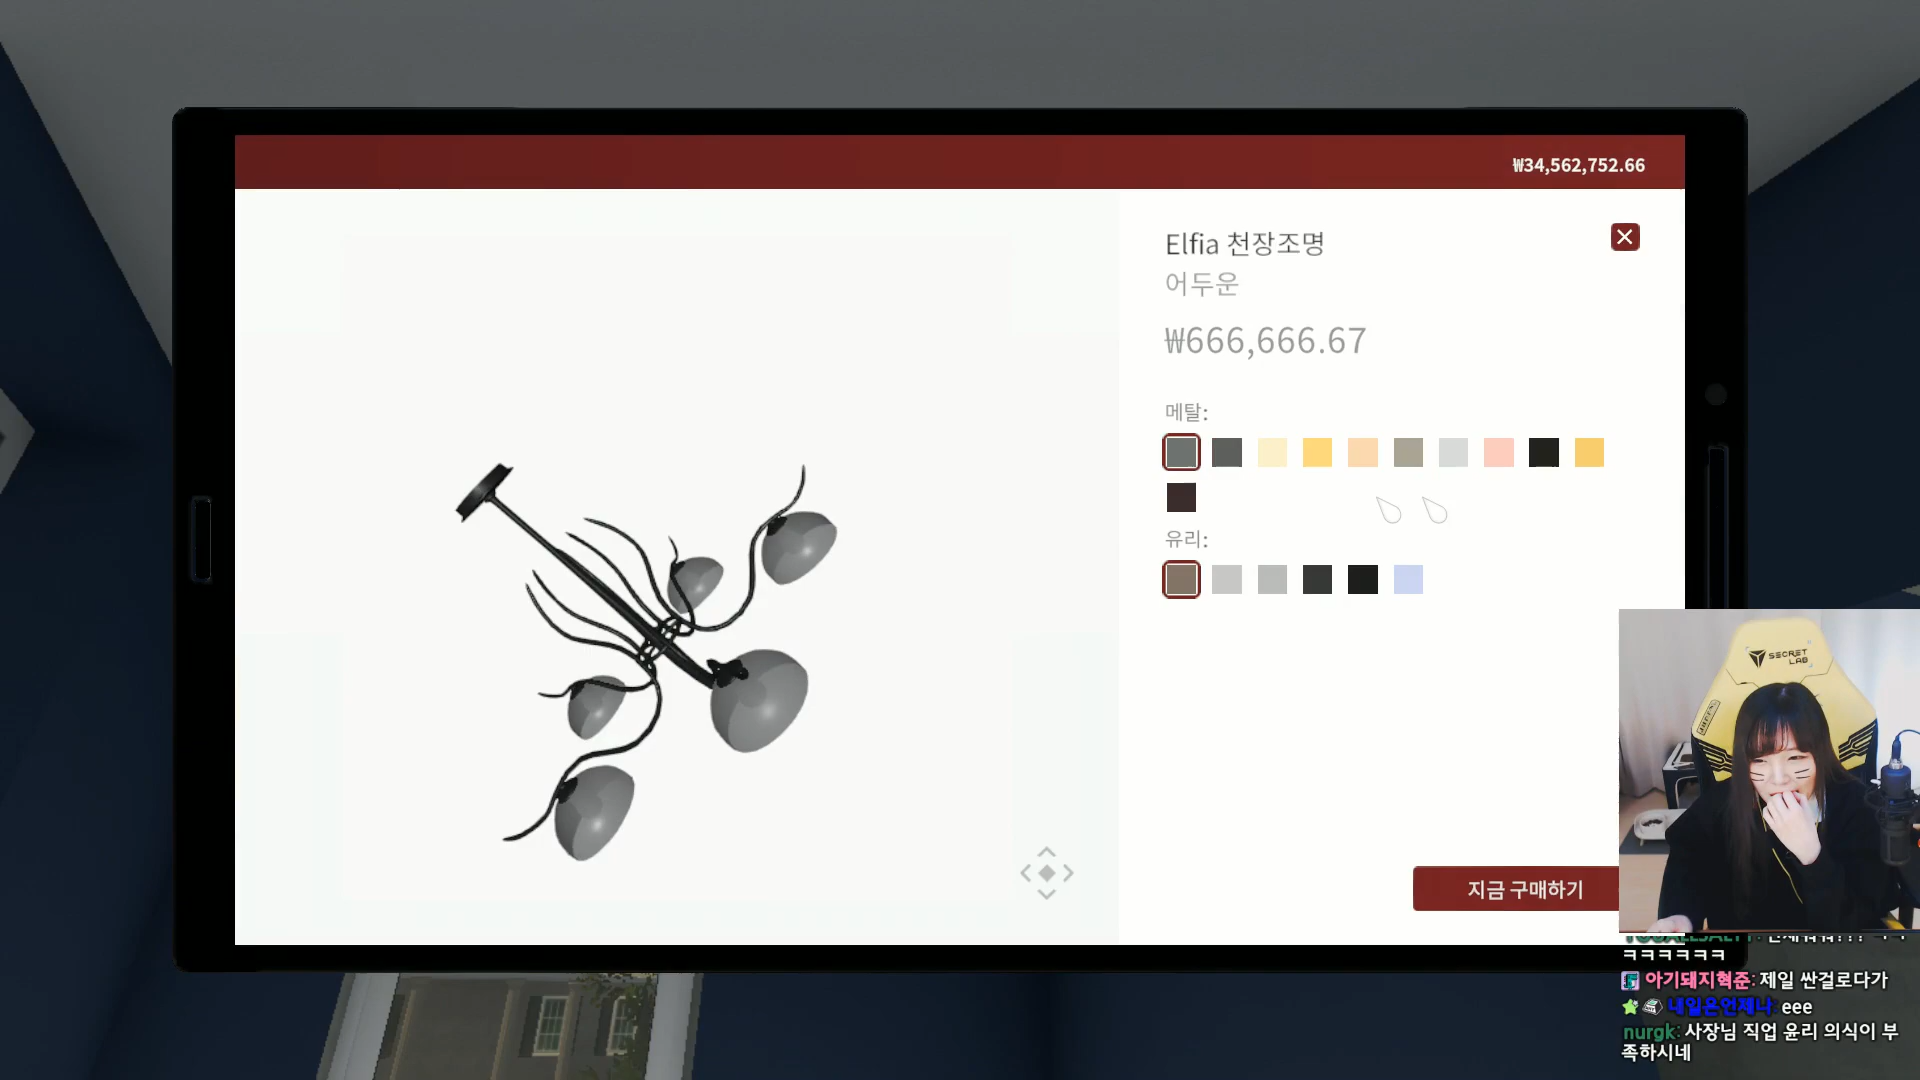 ₩34,562,752.66
Elfia 천장조명
어두운
₩666,666.67
메탈:
유리:
지금 구매하기
SECRET
LAB
ㅋㅋㅋㅋㅋㅋ
아기돼지혁준: 제일 싼걸로다가
내일은언제나: eee
nurgk: 사장님 직업 윤리 의식이 부
족하시네